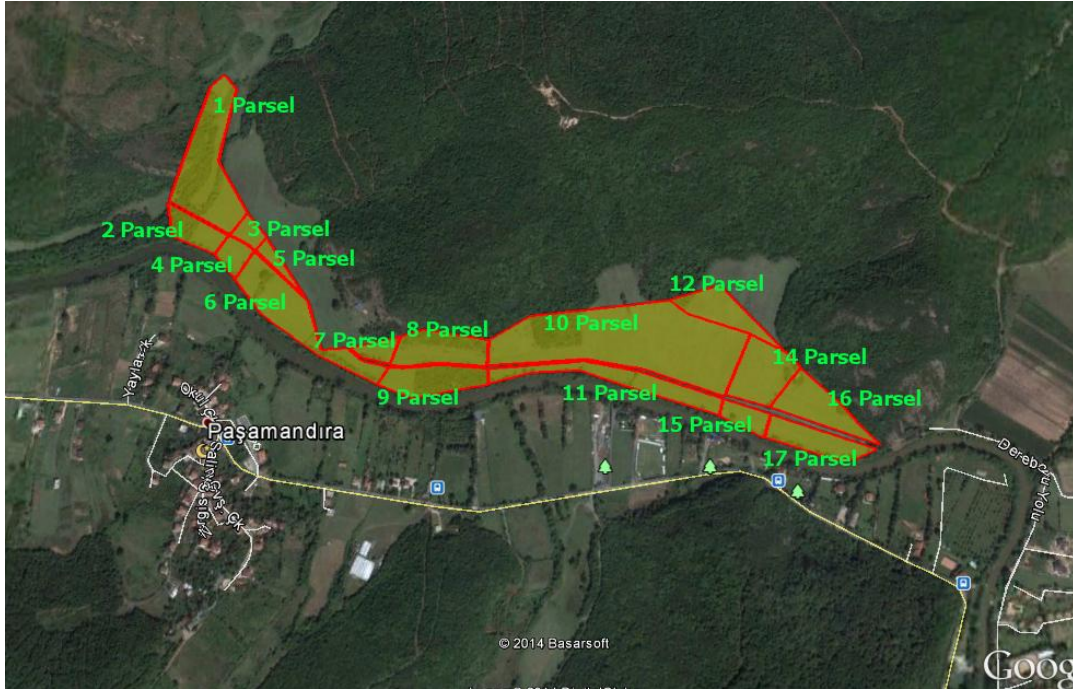 1 Parsel
3 Parsel
2 Parsel
5 Parsel
4 Parsel
12 Parsel
6 Parsel
10 Parsel
8 Parsel
7 Parsel
14 Parsel
11 Parsel
9 Parsel
16 Parsel
15 Parsel
Paşamandıra
17 Parsel
Dereboyu Yolu
© 2014 Basarsoft
Goog